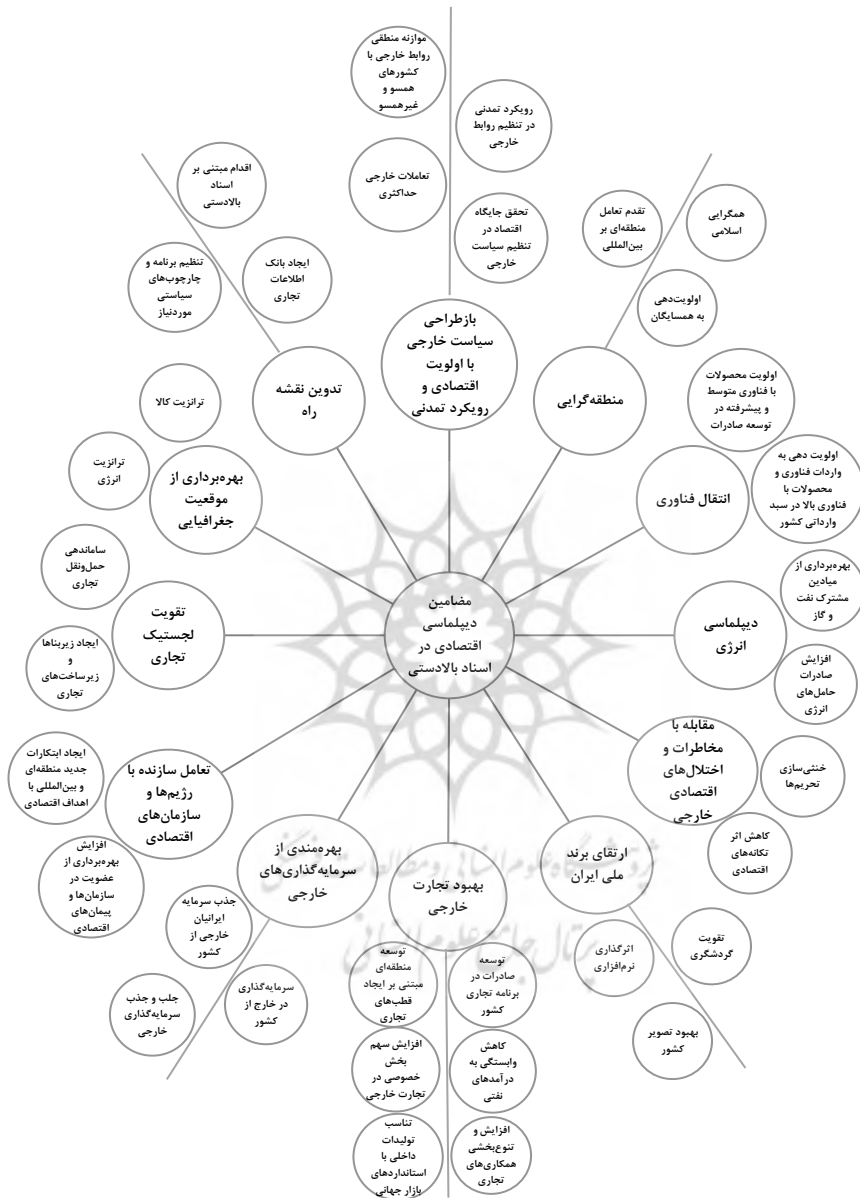 موازنه منطقی
روابط خارجی با
کشورهای
همسو و
غیرهمسو
رویکرد تمدنی
در تنظیم روابط
خارجی
تعاملات خارجی
حداکثری
تحقق جایگاه
اقتصاد در
تنظیم سیاست
خارجی
بازطراحی
سیاست خارجی
با اولویت
اقتصادی و
رویکرد تمدنی
همگرایی
اسلامی
تقدم تعامل
منطقه‌ای بر
بین‌المللی
اولویت‌دهی
به همسایگان
منطقه‌گرایی
اولویت محصولات
با فناوری متوسط
و پیشرفته در
توسعه صادرات
اولویت دهی به
واردات فناوری و
محصولات با
فناوری بالا در سبد
وارداتی کشور
انتقال فناوری
بهره‌برداری از
میادین
مشترک نفت
و گاز
افزایش
صادرات
حامل‌های
انرژی
دیپلماسی
انرژی
خنثی‌سازی
تحریم‌ها
کاهش اثر
تکانه‌های
اقتصادی
مقابله با
مخاطرات و
اختلال‌های
اقتصادی
خارجی
ارتقای برند
ملی ایران
تقویت
گردشگری
اثرگذاری
نرم‌افزاری
بهبود تصویر
کشور
بهبود تجارت
خارجی
توسعه
صادرات در
برنامه تجاری
کشور
توسعه
منطقه‌ای
مبتنی بر ایجاد
قطب‌های
تجاری
کاهش
وابستگی به
درآمدهای
نفتی
افزایش سهم
بخش
خصوصی در
تجارت خارجی
افزایش و
تنوع‌بخشی
همکاری‌های
تجاری
تناسب
تولیدات
داخلی با
استانداردهای
بازار جهانی
بهره‌مندی از
سرمایه‌گذاری‌های
خارجی
جذب سرمایه
ایرانیان
خارجی از
کشور
سرمایه‌گذاری
در خارج از
کشور
جلب و جذب
سرمایه‌گذاری
خارجی
تعامل سازنده با
رژیم‌ها و
سازمان‌های
اقتصادی
ایجاد ابتکارات
جدید منطقه‌ای
و بین‌المللی با
اهداف اقتصادی
افزایش
بهره‌برداری از
عضویت در
سازمان‌ها و
پیمان‌های
اقتصادی
تقویت
لجستیک
تجاری
ساماندهی
حمل‌ونقل
تجاری
ایجاد زیربناها
و
زیرساخت‌های
تجاری
بهره‌برداری از
موقعیت
جغرافیایی
ترانزیت کالا
ترانزیت
انرژی
تدوین نقشه
راه
اقدام مبتنی بر
اسناد
بالادستی
ایجاد بانک
اطلاعات
تجاری
تنظیم برنامه و
چارچوب‌های
سیاستی
موردنیاز
مضامین
دیپلماسی
اقتصادی در
اسناد بالادستی
پژوهشگاه علوم انسانی و مطالعات فرهنگی
پرتال جامع علوم انسانی